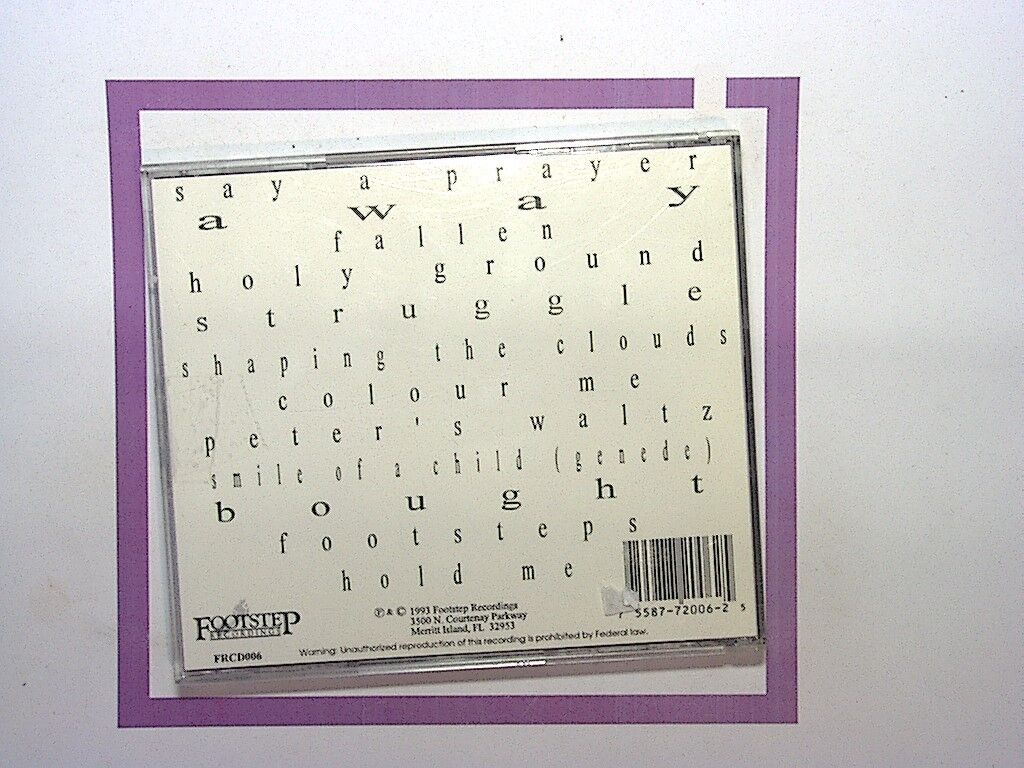 say a prayer
away
fallen
holy ground
struggle
shaping the clouds
colour me
peter's waltz
smile of a child (genede)
bought
footsteps
hold me
5587-72006-2 5
FOOTSTEP
RECORDINGS
FRCD006
℗ & © 1993 Footstep Recordings
3500 N. Courtenay Parkway
Merritt Island, FL 32953
Warning: Unauthorized reproduction of this recording is prohibited by Federal law.